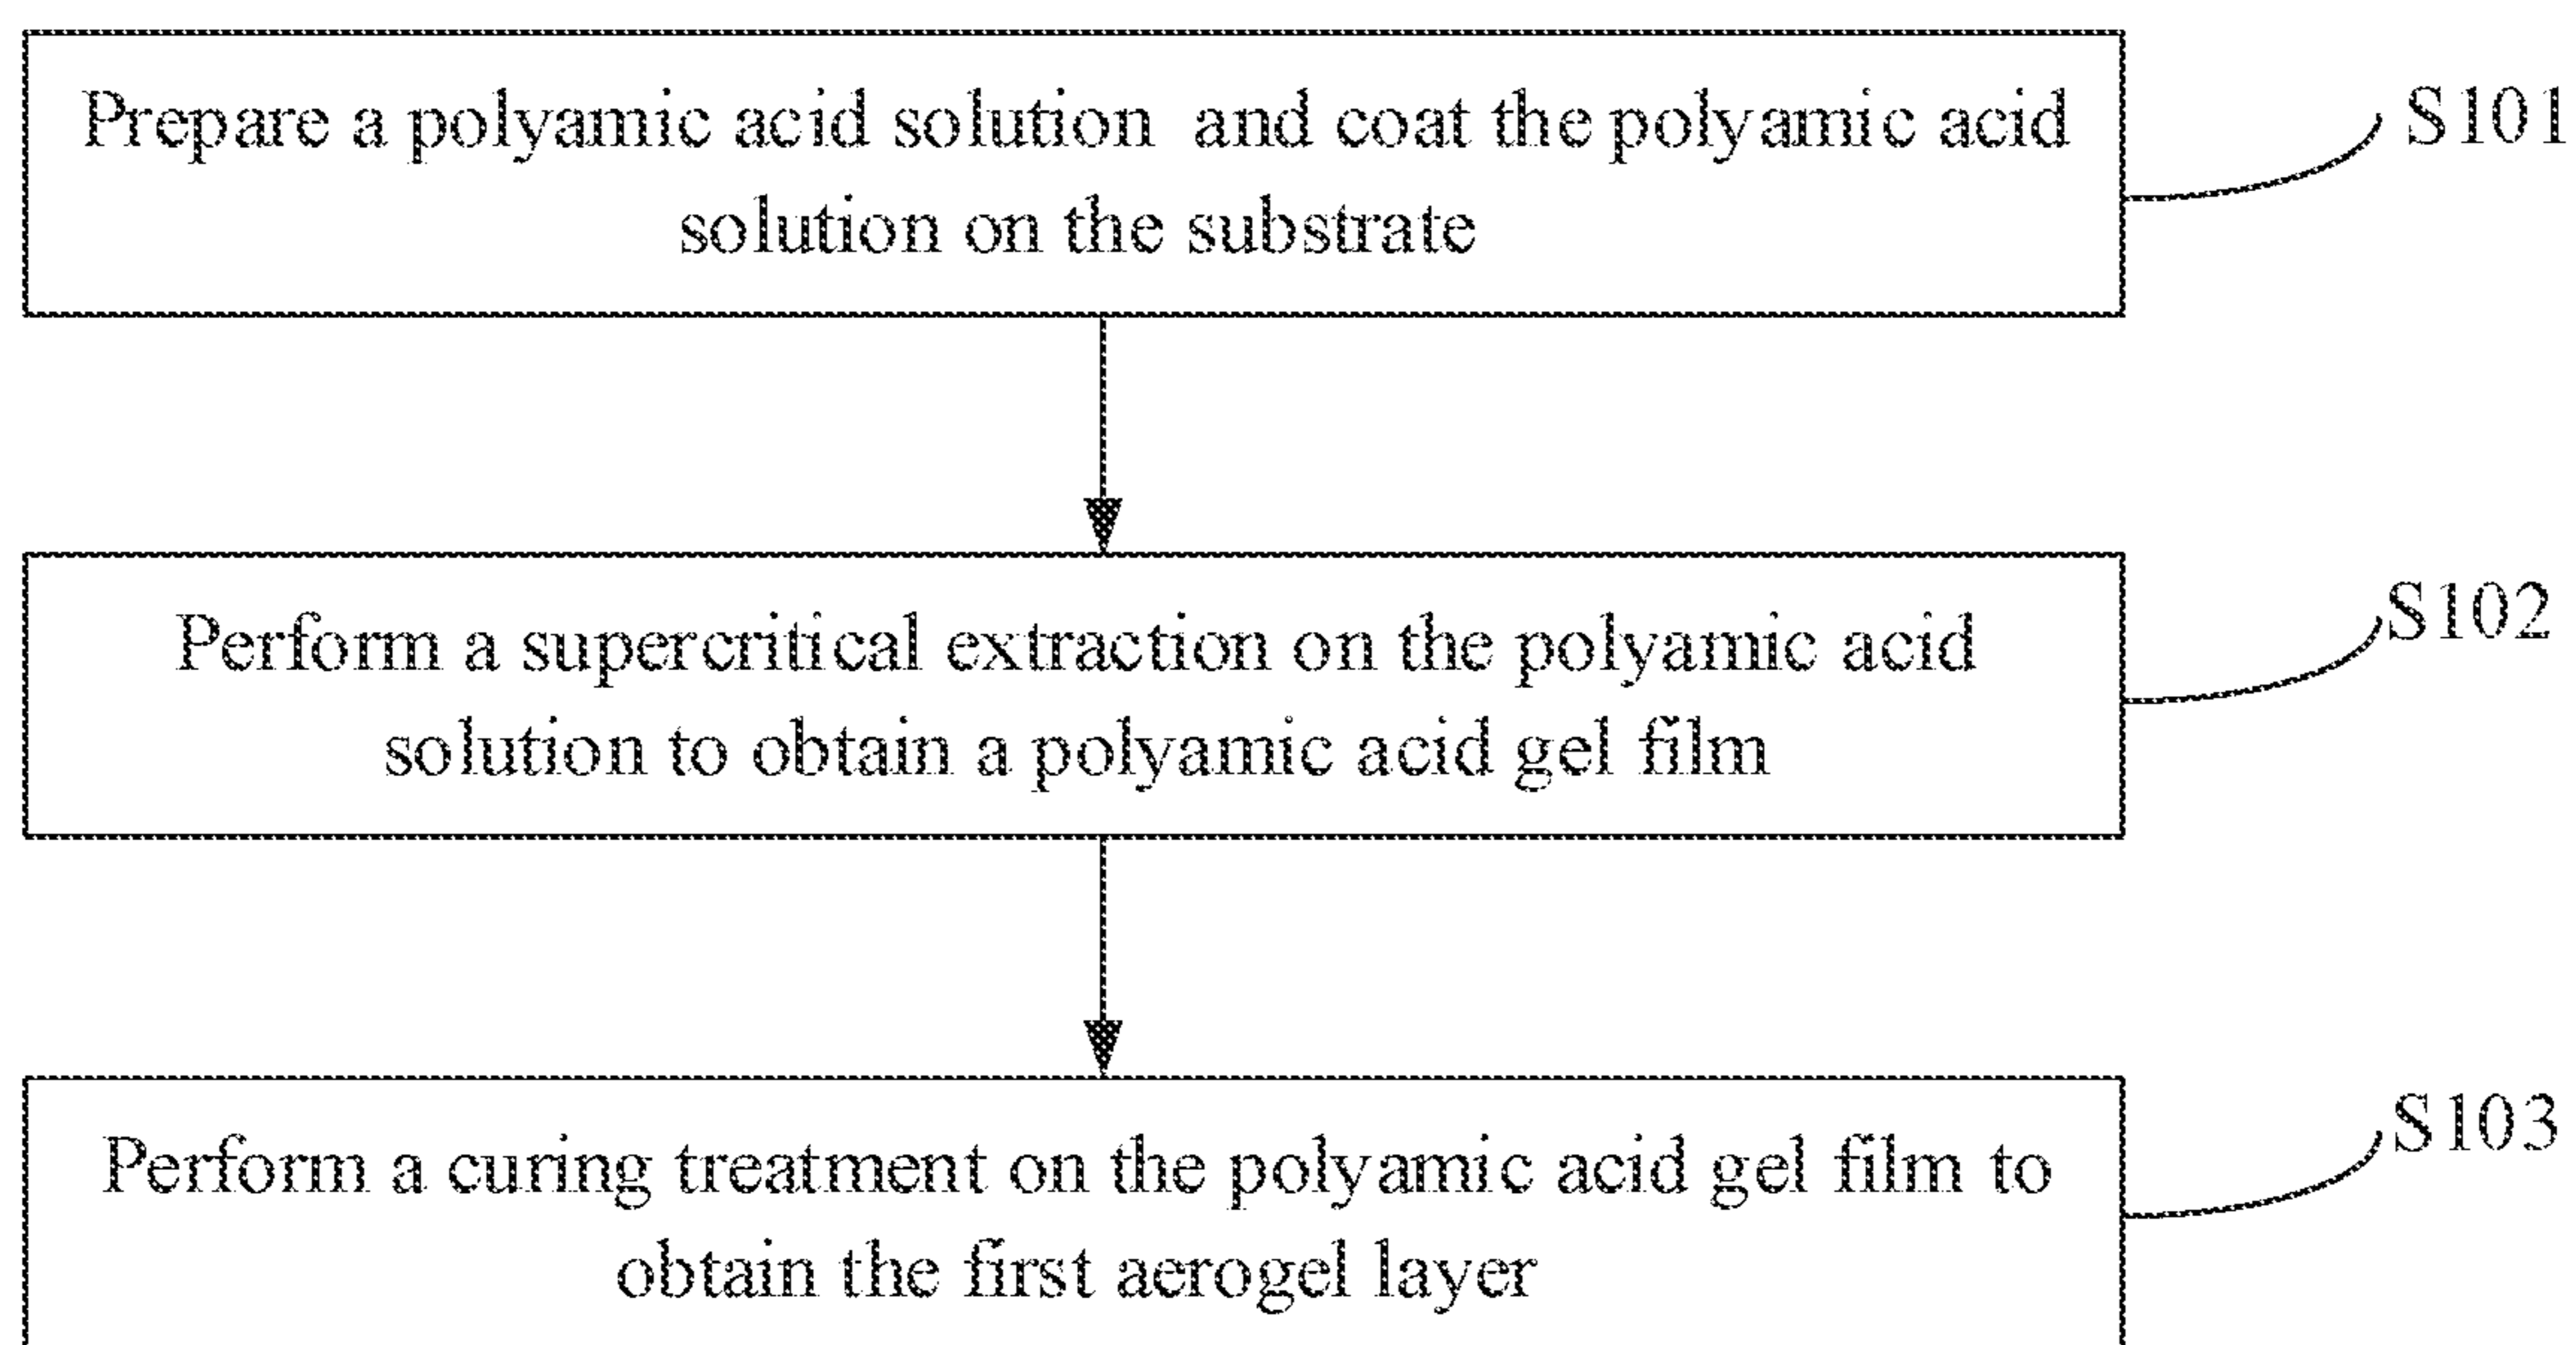 Prepare a polyamic acid solution and coat the polyamic acid
solution on the substrate
S101
Perform a supercritical extraction on the polyamic acid
solution to obtain a polyamic acid gel film
S102
Perform a curing treatment on the polyamic acid gel film to
obtain the first aerogel layer
S103